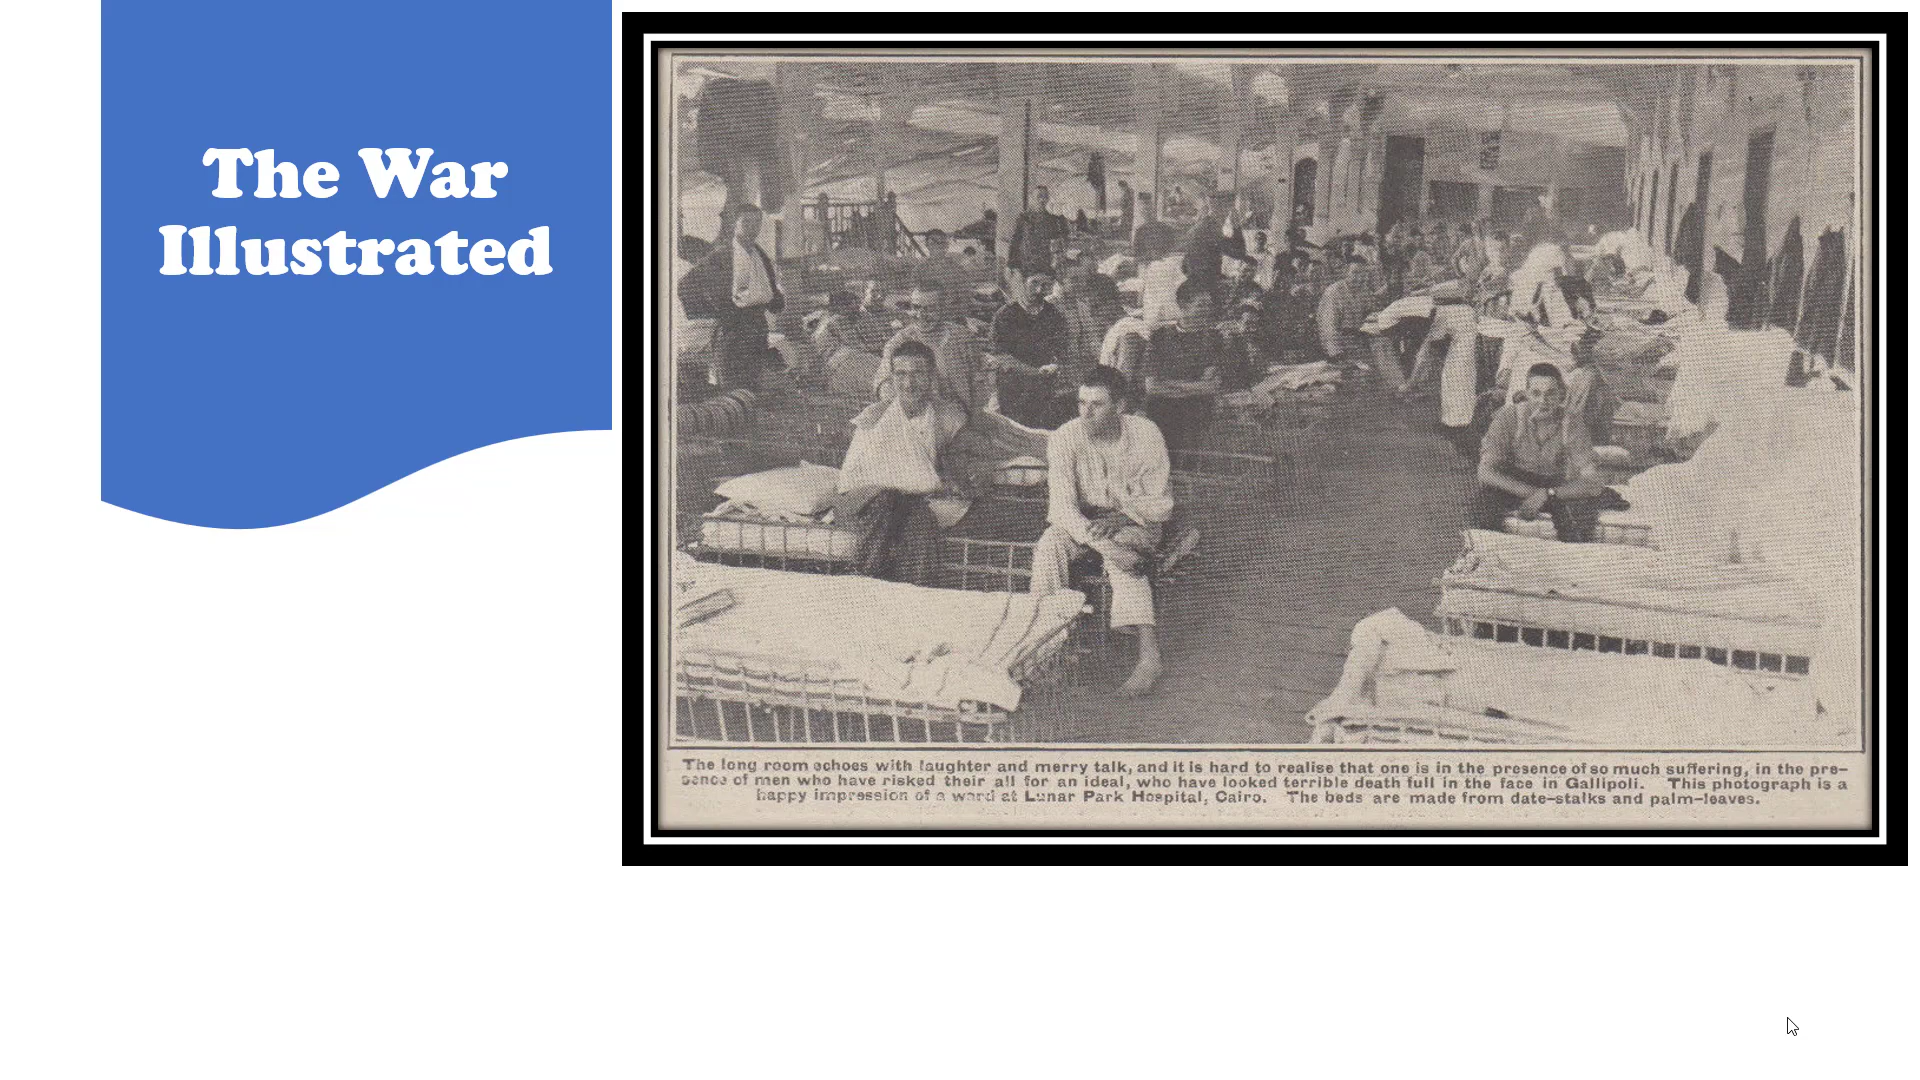 The War
Illustrated
The long room echoes with laughter and merry talk, and it is hard to realise that one is in the presence of so much suffering, in the pre-
sence of men who have risked their all for an ideal, who have looked terrible death full in the face in Gallipoli. This photograph is a
happy impression of a ward at Lunar Park Hospital, Cairo. The beds are made from date-stalks and palm-leaves.